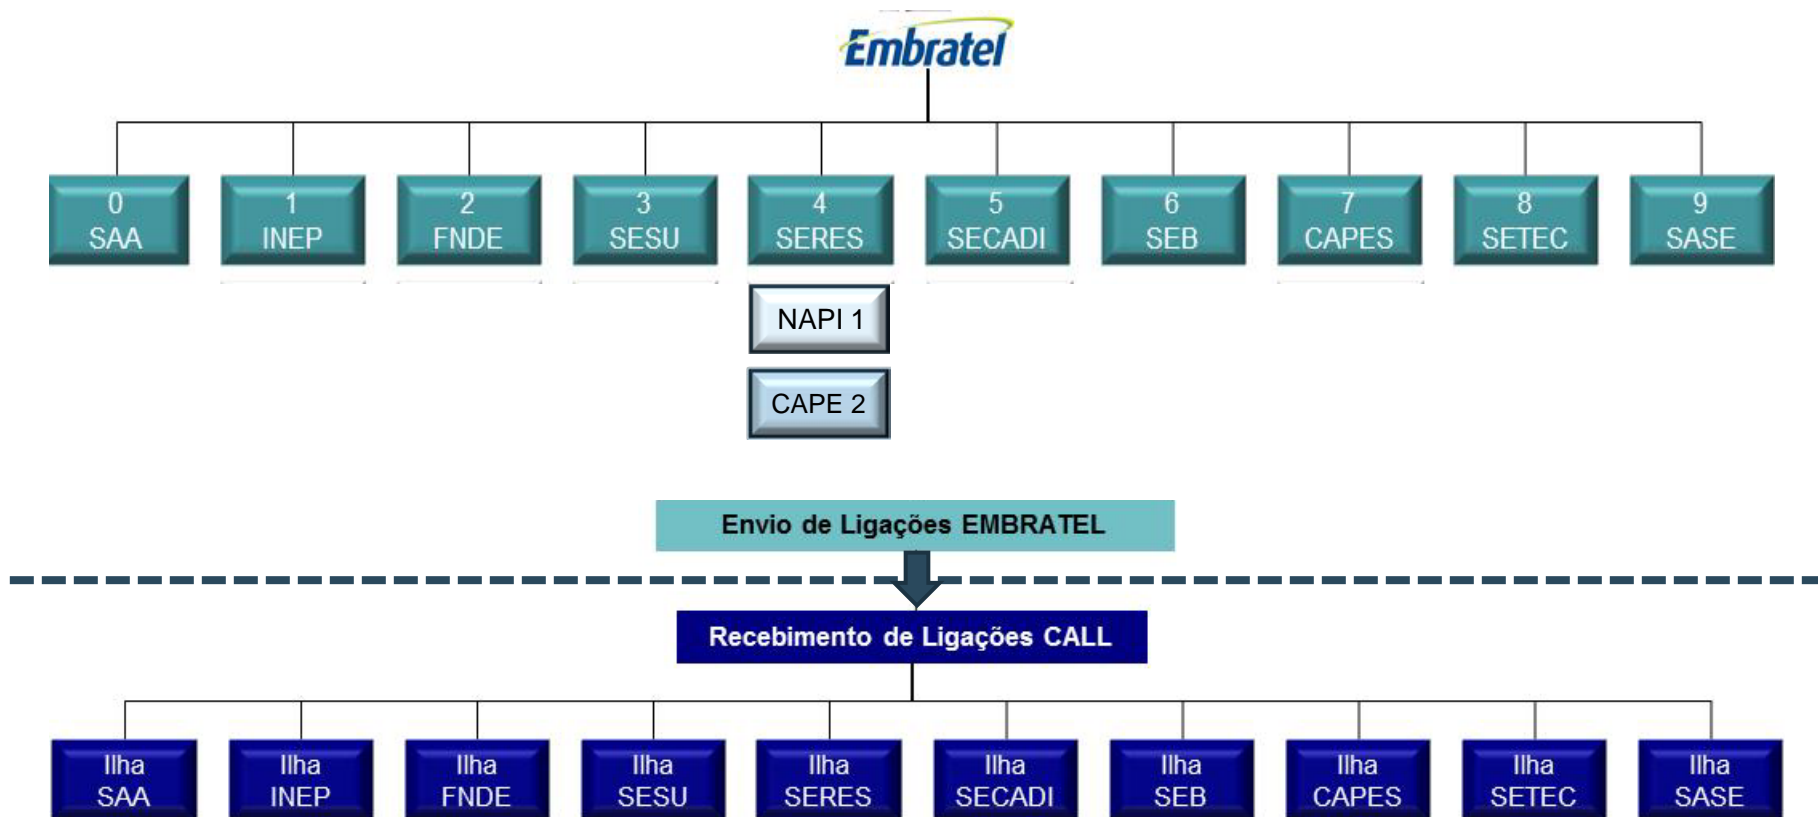 Embratel
0
SAA
1
INEP
2
FNDE
3
SESU
4
SERES
5
SECADI
6
SEB
7
CAPES
8
SETEC
9
SASE
NAPI 1
CAPE 2
Envio de Ligações EMBRATEL
Recebimento de Ligações CALL
Ilha
SAA
Ilha
INEP
Ilha
FNDE
Ilha
SESU
Ilha
SERES
Ilha
SECADI
Ilha
SEB
Ilha
CAPES
Ilha
SETEC
Ilha
SASE